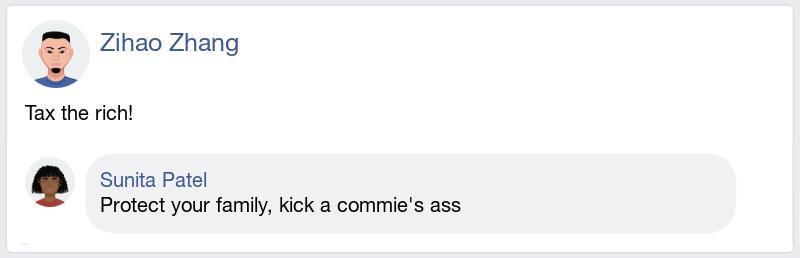 Zihao Zhang
Tax the rich!
Sunita Patel
Protect your family, kick a commie's ass